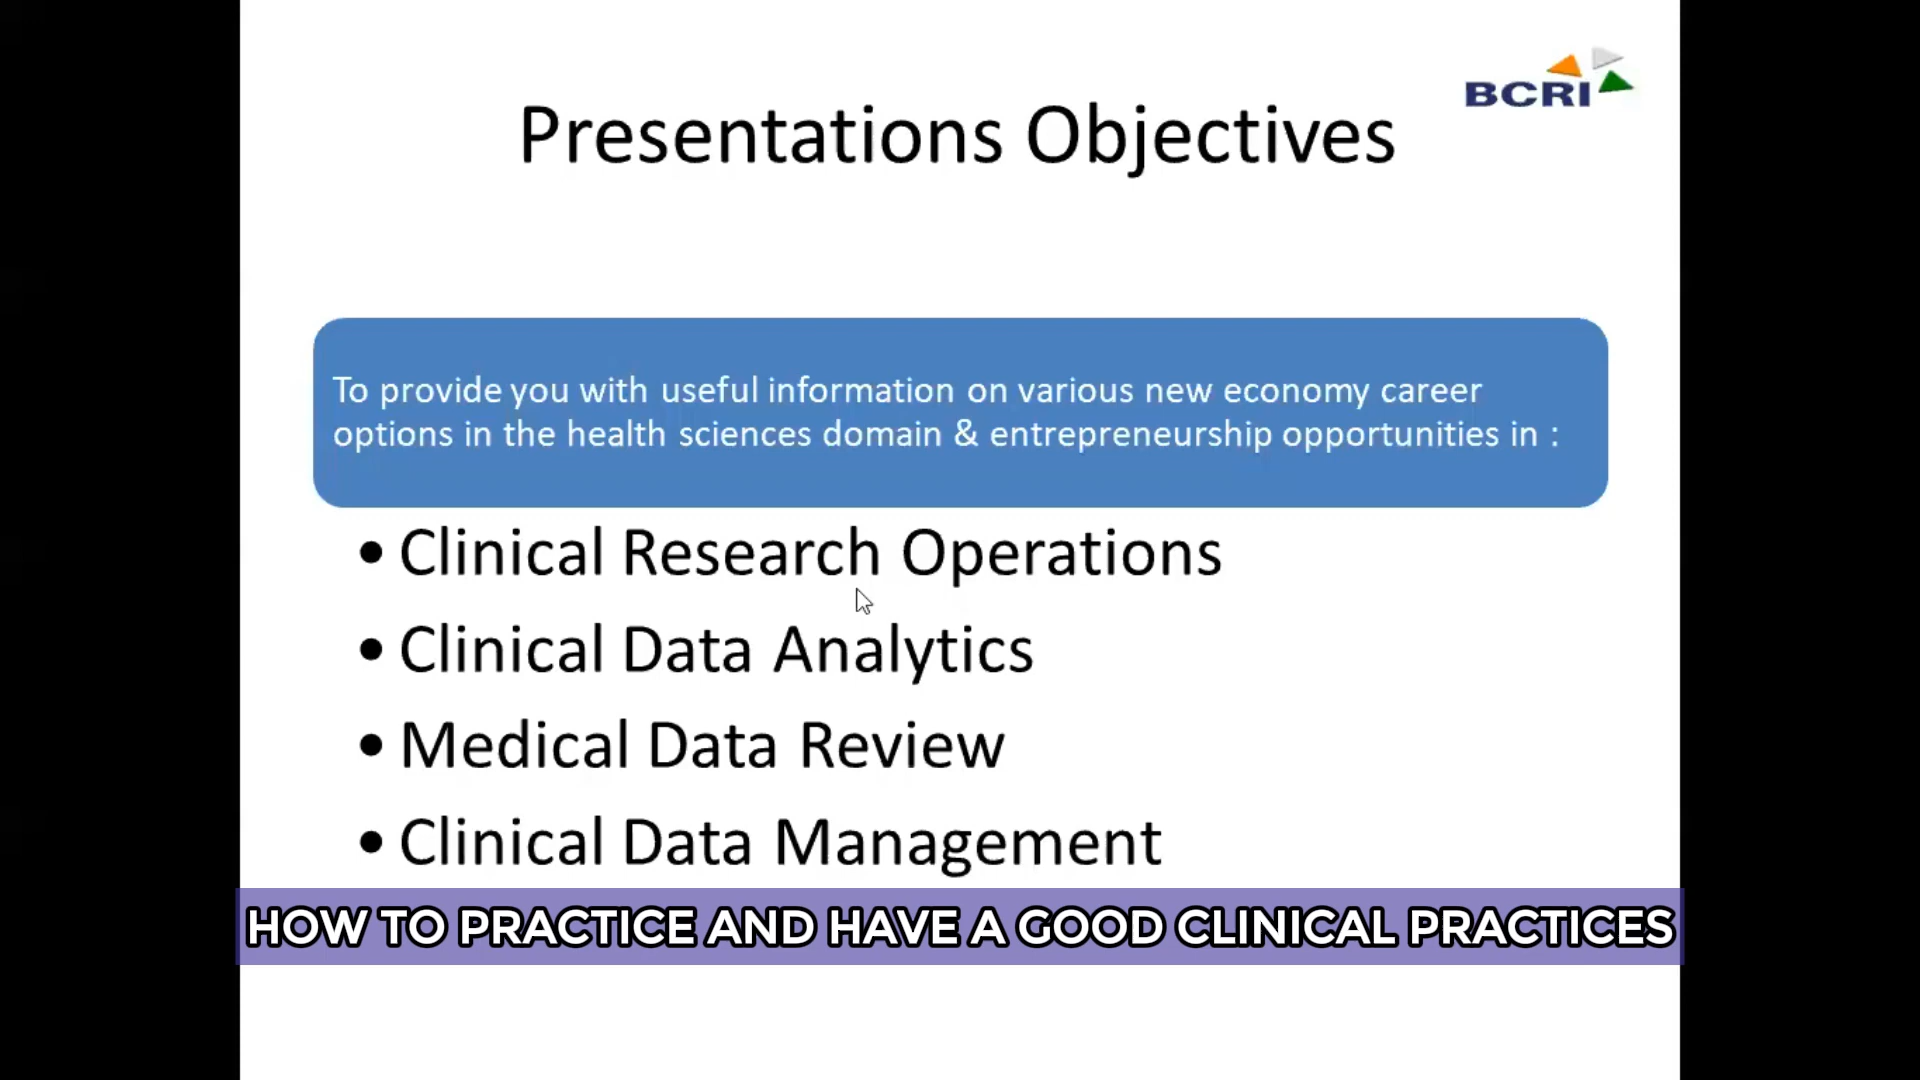 BCRI
Presentations Objectives
To provide you with useful information on various new economy career
options in the health sciences domain & entrepreneurship opportunities in :
• Clinical Research Operations
• Clinical Data Analytics
• Medical Data Review
• Clinical Data Management
HOW TO PRACTICE AND HAVE A GOOD CLINICAL PRACTICES